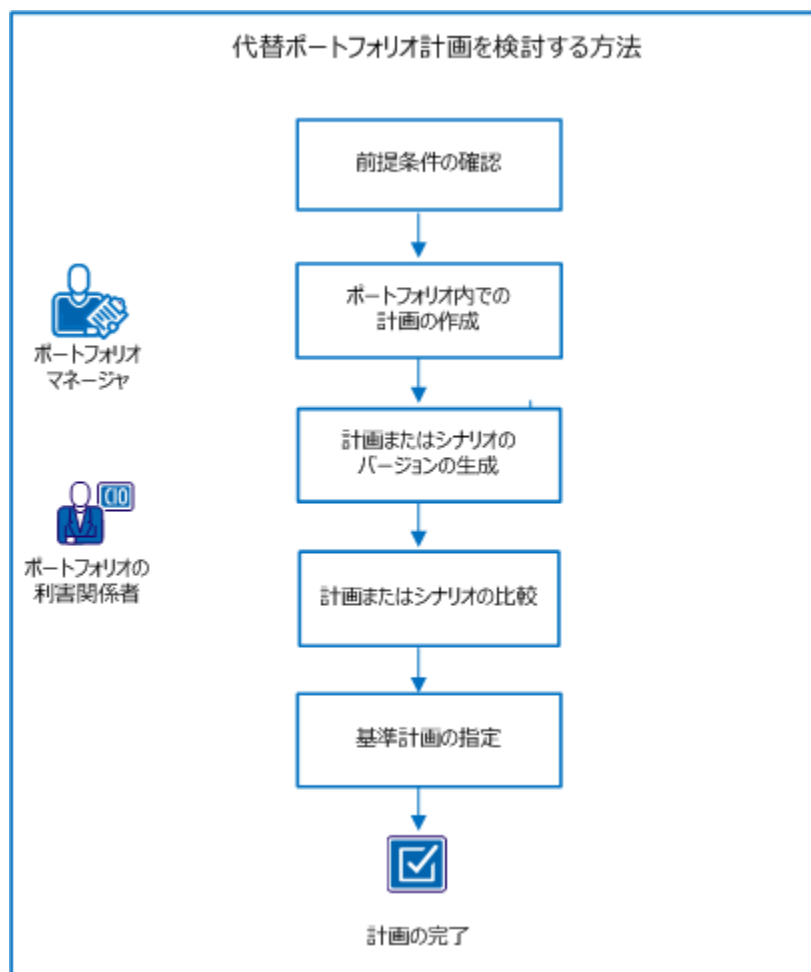 代替ポートフォリオ計画を検討する方法
前提条件の確認
ポートフォリオ内での
計画の作成
ポートフォリオ
マネージャ
計画またはシナリオの
バージョンの生成
CIO
ポートフォリオの
利害関係者
計画またはシナリオの比較
基準計画の指定
計画の完了